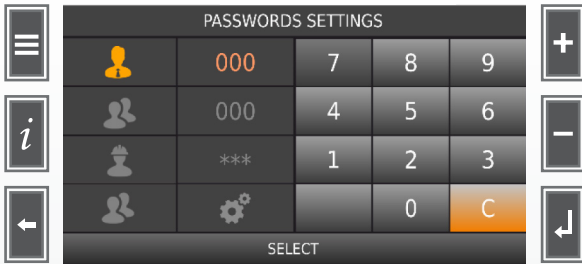 PASSWORDS SETTINGS
000 7 8 9
000 4 5 6
i
*** 1 2 3
0 C
SELECT
+
-